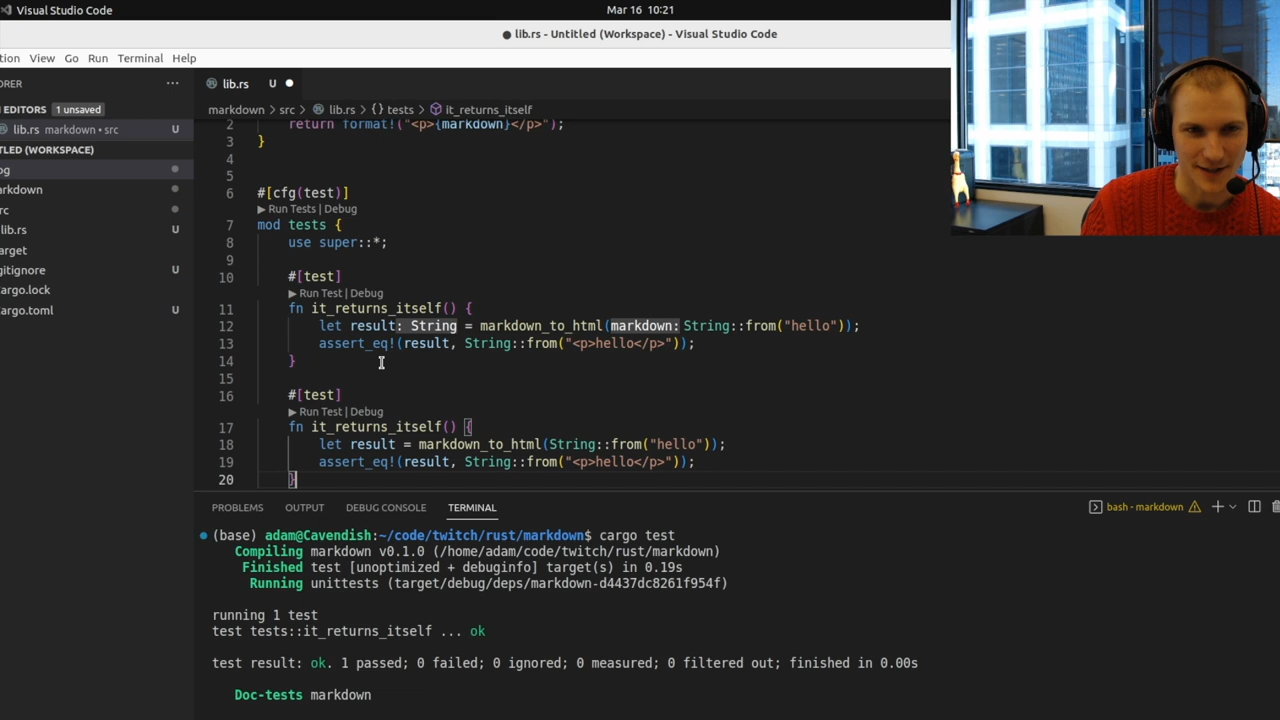 Visual Studio Code
Mar 16 10:21
● lib.rs - Untitled (Workspace) - Visual Studio Code
tion View Go Run Terminal Help
ORER ···
lib.rs U ●
N EDITORS 1 unsaved
markdown > src > lib.rs > {} tests > it_returns_itself
lib.rs markdown • src U
TLED (WORKSPACE)
og
arkdown
rc
lib.rs U
arget
gitignore U
Cargo.lock U
Cargo.toml U
2 return format!("<p>{markdown}</p>");
3 }
4
5
6 #[cfg(test)]
▶ Run Tests | Debug
7 mod tests {
8 use super::*;
9
10 #[test]
▶ Run Test | Debug
11 fn it_returns_itself() {
12 let result: String = markdown_to_html(markdown: String::from("hello"));
13 assert_eq!(result, String::from("<p>hello</p>"));
14 }
15
16 #[test]
▶ Run Test | Debug
17 fn it_returns_itself() {
18 let result = markdown_to_html(String::from("hello"));
19 assert_eq!(result, String::from("<p>hello</p>"));
20 }
PROBLEMS OUTPUT DEBUG CONSOLE TERMINAL
bash - markdown
(base) adam@Cavendish:~/code/twitch/rust/markdown$ cargo test
Compiling markdown v0.1.0 (/home/adam/code/twitch/rust/markdown)
Finished test [unoptimized + debuginfo] target(s) in 0.19s
Running unittests (target/debug/deps/markdown-d4437dc8261f954f)
running 1 test
test tests::it_returns_itself ... ok
test result: ok. 1 passed; 0 failed; 0 ignored; 0 measured; 0 filtered out; finished in 0.00s
Doc-tests markdown